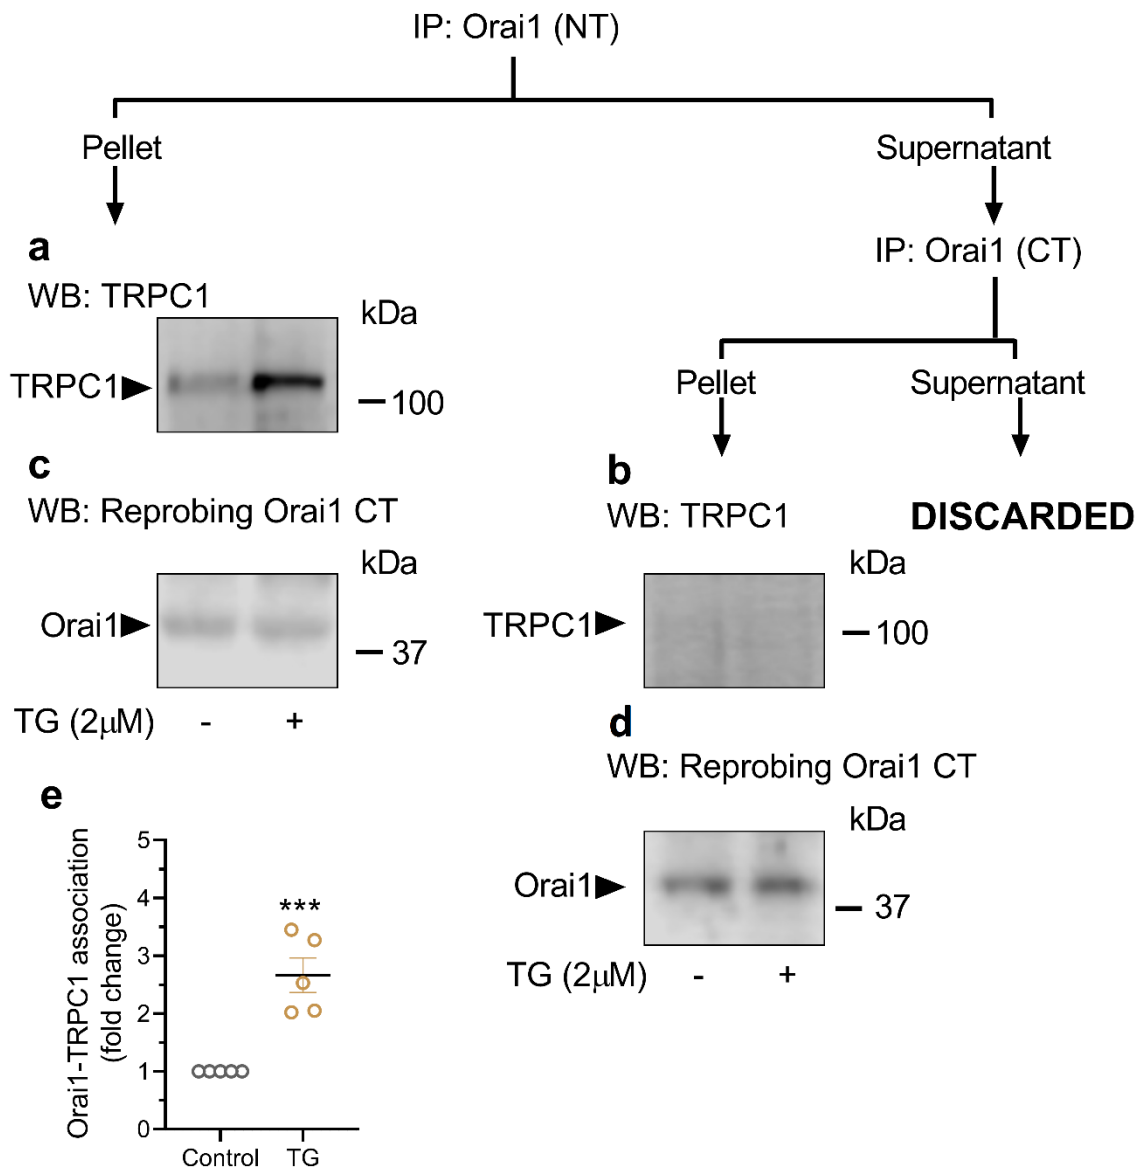 IP: Orai1 (NT)
Pellet
Supernatant
IP: Orai1 (CT)
a
WB: TRPC1
kDa
TRPC1
100
Pellet
Supernatant
c
WB: Reprobing Orai1 CT
kDa
Orai1
37
TG (2μM) - +
b
WB: TRPC1
DISCARDED
kDa
TRPC1
100
d
WB: Reprobing Orai1 CT
kDa
Orai1
37
TG (2μM) - +
e
Orai1-TRPC1 association
(fold change)
5
4
3
2
1
0
***
Control TG